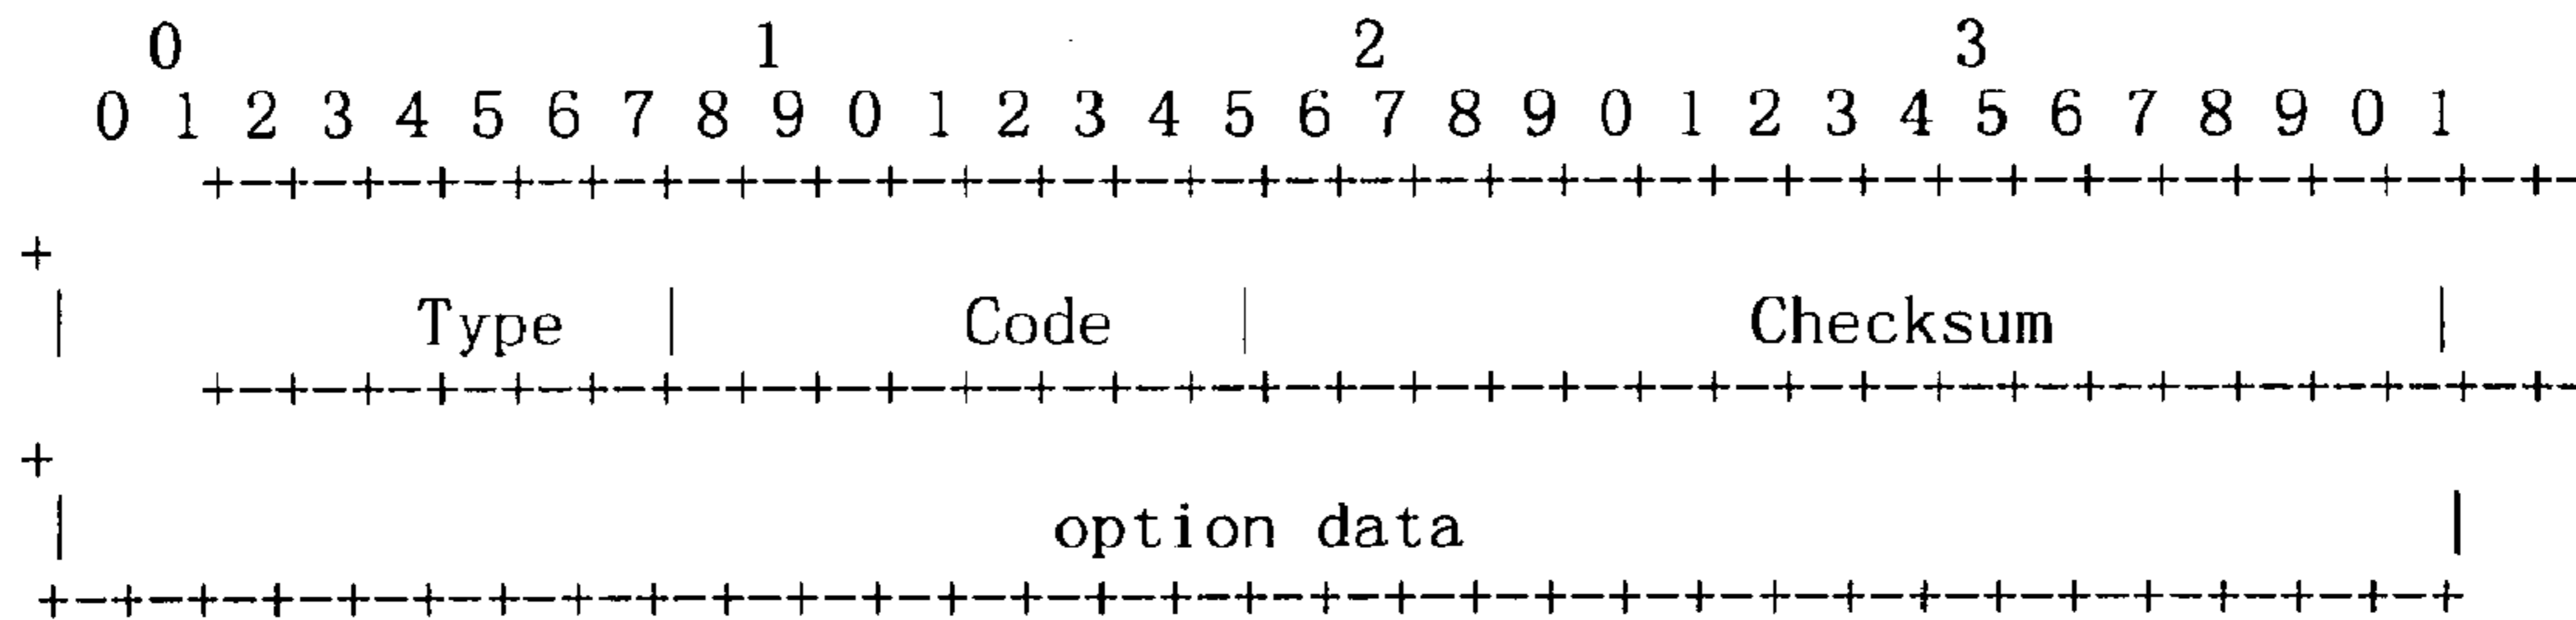 0 1 2 3
0 1 2 3 4 5 6 7 8 9 0 1 2 3 4 5 6 7 8 9 0 1 2 3 4 5 6 7 8 9 0 1
+-+-+-+-+-+-+-+-+-+-+-+-+-+-+-+-+-+-+-+-+-+-+-+-+-+-+-+-+-+-+-+-
+
| Type | Code | Checksum |
+-+-+-+-+-+-+-+-+-+-+-+-+-+-+-+-+-+-+-+-+-+-+-+-+-+-+-+-+-+-+-+-
+
| option data |
+-+-+-+-+-+-+-+-+-+-+-+-+-+-+-+-+-+-+-+-+-+-+-+-+-+-+-+-+-+-+-+-+